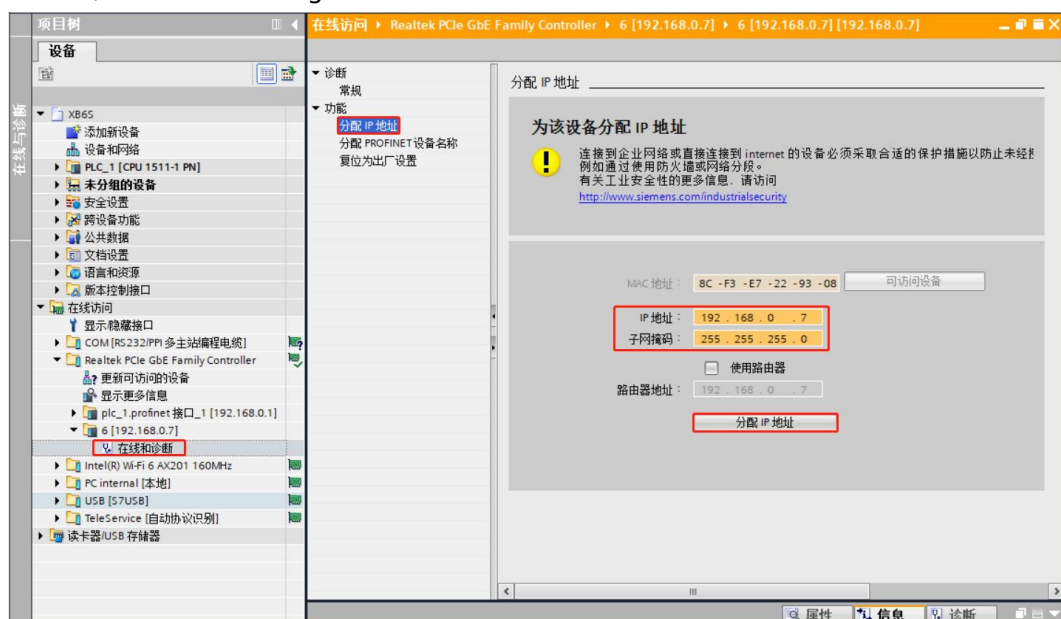 项目树
在线访问 ▸ Realtek PCIe GbE Family Controller ▸ 6 [192.168.0.7] ▸ 6 [192.168.0.7] [192.168.0.7]
设备
在线与诊断
XB6S
添加新设备
设备和网络
PLC_1 [CPU 1511-1 PN]
未分组的设备
安全设置
跨设备功能
公共数据
文档设置
语言和资源
版本控制接口
在线访问
显示/隐藏接口
COM [RS232/PPI 多主站编程电缆]
Realtek PCIe GbE Family Controller
更新可访问的设备
显示更多信息
plc_1.profinet 接口_1 [192.168.0.1]
6 [192.168.0.7]
在线和诊断
Intel(R) Wi-Fi 6 AX201 160MHz
PC internal [本地]
USB [S7USB]
TeleService [自动协议识别]
读卡器/USB 存储器
诊断
常规
功能
分配 IP 地址
分配 PROFINET 设备名称
复位为出厂设置
分配 IP 地址
为该设备分配 IP 地址
连接到企业网络或直接连接到 internet 的设备必须采取合适的保护措施以防止未经
例如通过使用防火墙或网络分段。
有关工业安全性的更多信息，请访问
http://www.siemens.com/industrialsecurity
MAC 地址： 8C -F3 -E7 -22 -93 -08 可访问设备
IP 地址： 192 . 168 . 0 . 7
子网掩码： 255 . 255 . 255 . 0
使用路由器
路由器地址： 192 . 168 . 0 . 7
分配 IP 地址
属性 信息 诊断